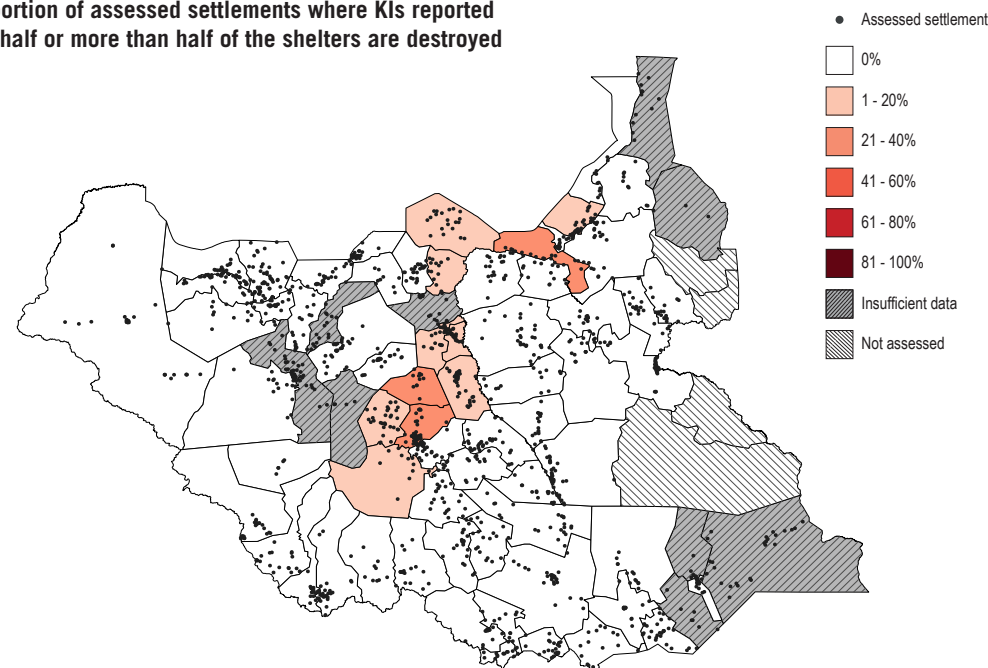 ortion of assessed settlements where KIs reported
half or more than half of the shelters are destroyed
Assessed settlement
0%
1 - 20%
21 - 40%
41 - 60%
61 - 80%
81 - 100%
Insufficient data
Not assessed